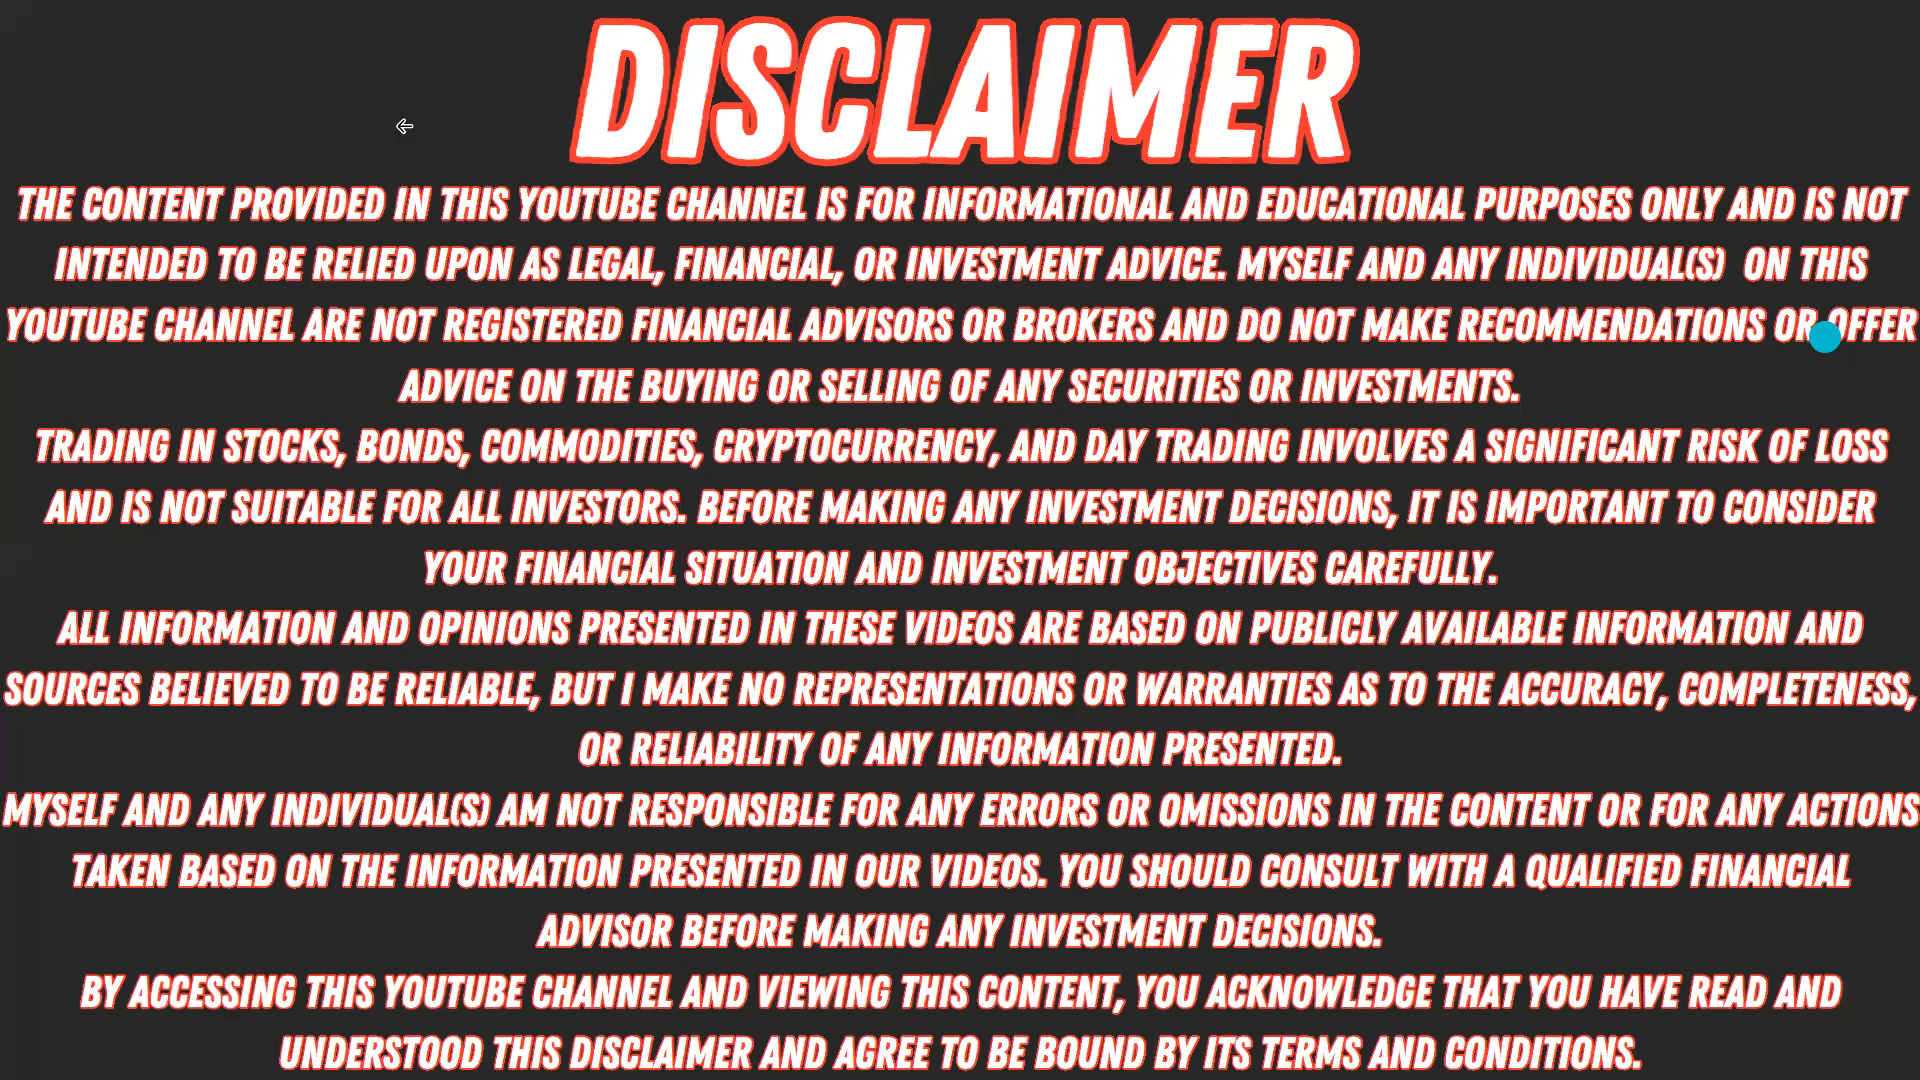 DISCLAIMER
THE CONTENT PROVIDED IN THIS YOUTUBE CHANNEL IS FOR INFORMATIONAL AND EDUCATIONAL PURPOSES ONLY AND IS NOT
INTENDED TO BE RELIED UPON AS LEGAL, FINANCIAL, OR INVESTMENT ADVICE. MYSELF AND ANY INDIVIDUAL(S) ON THIS
YOUTUBE CHANNEL ARE NOT REGISTERED FINANCIAL ADVISORS OR BROKERS AND DO NOT MAKE RECOMMENDATIONS OR OFFER
ADVICE ON THE BUYING OR SELLING OF ANY SECURITIES OR INVESTMENTS.
TRADING IN STOCKS, BONDS, COMMODITIES, CRYPTOCURRENCY, AND DAY TRADING INVOLVES A SIGNIFICANT RISK OF LOSS
AND IS NOT SUITABLE FOR ALL INVESTORS. BEFORE MAKING ANY INVESTMENT DECISIONS, IT IS IMPORTANT TO CONSIDER
YOUR FINANCIAL SITUATION AND INVESTMENT OBJECTIVES CAREFULLY.
ALL INFORMATION AND OPINIONS PRESENTED IN THESE VIDEOS ARE BASED ON PUBLICLY AVAILABLE INFORMATION AND
SOURCES BELIEVED TO BE RELIABLE, BUT I MAKE NO REPRESENTATIONS OR WARRANTIES AS TO THE ACCURACY, COMPLETENESS,
OR RELIABILITY OF ANY INFORMATION PRESENTED.
MYSELF AND ANY INDIVIDUAL(S) AM NOT RESPONSIBLE FOR ANY ERRORS OR OMISSIONS IN THE CONTENT OR FOR ANY ACTIONS
TAKEN BASED ON THE INFORMATION PRESENTED IN OUR VIDEOS. YOU SHOULD CONSULT WITH A QUALIFIED FINANCIAL
ADVISOR BEFORE MAKING ANY INVESTMENT DECISIONS.
BY ACCESSING THIS YOUTUBE CHANNEL AND VIEWING THIS CONTENT, YOU ACKNOWLEDGE THAT YOU HAVE READ AND
UNDERSTOOD THIS DISCLAIMER AND AGREE TO BE BOUND BY ITS TERMS AND CONDITIONS.